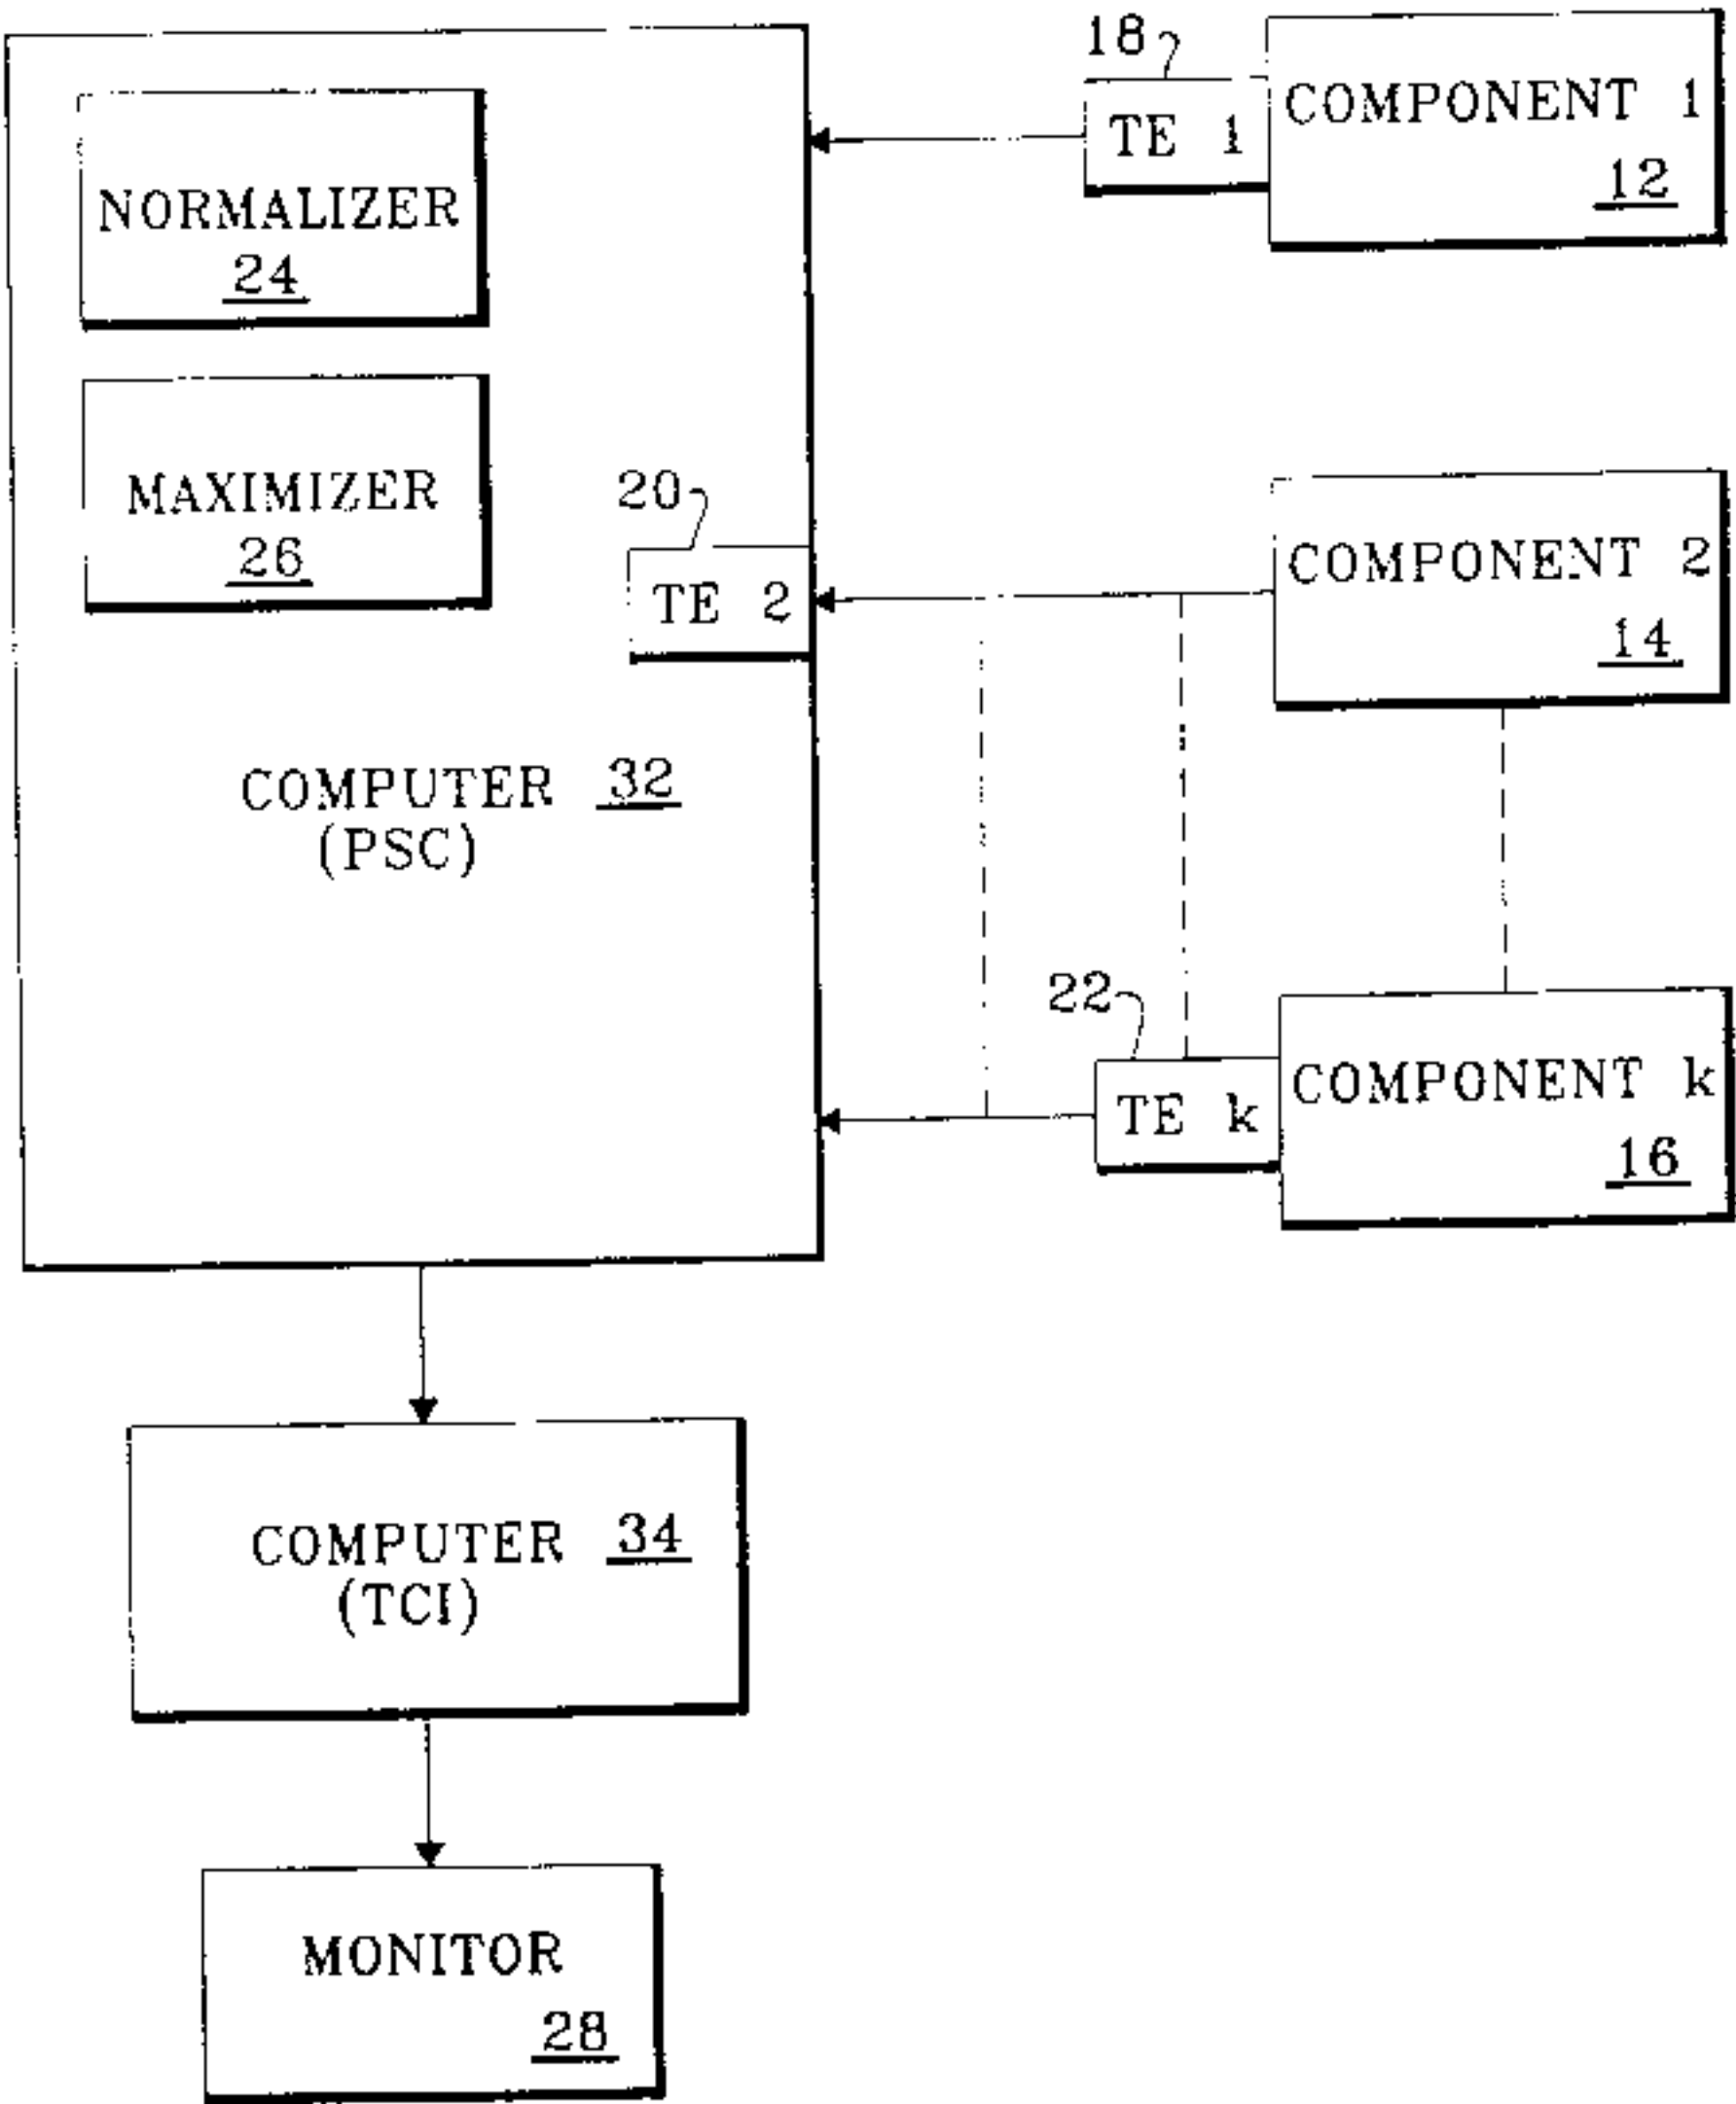 NORMALIZER
24
MAXIMIZER
26
20
TE 2
COMPUTER 32
(PSC)
18
TE 1
COMPONENT 1
12
COMPONENT 2
14
22
TE k
COMPONENT k
16
COMPUTER 34
(TCI)
MONITOR
28